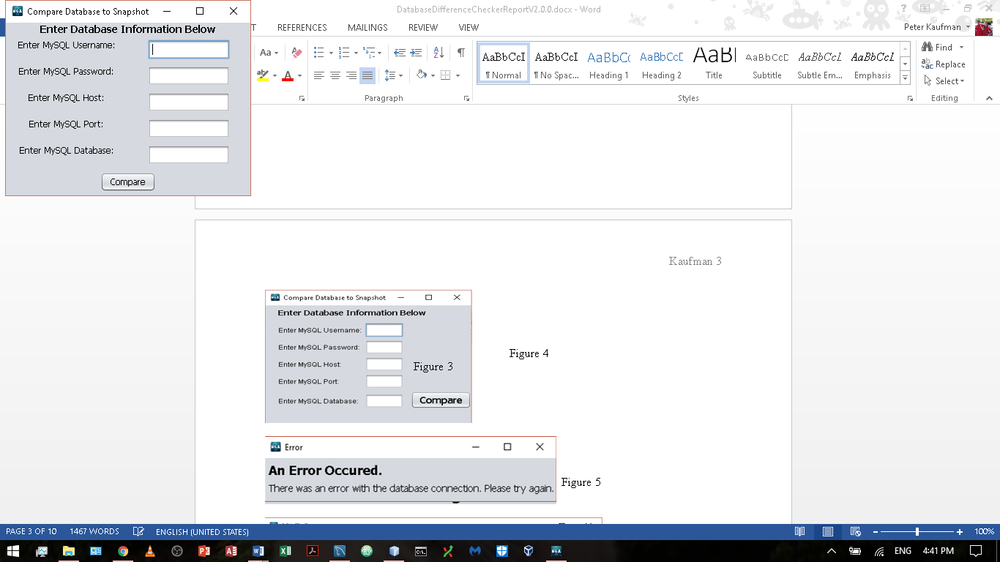 Compare Database to Snapshot
Enter Database Information Below
Enter MySQL Username:
Enter MySQL Password:
Enter MySQL Host:
Enter MySQL Port:
Enter MySQL Database:
Compare
DatabaseDifferenceCheckerReportV2.0.0.docx - Word
T REFERENCES MAILINGS REVIEW VIEW
Peter Kaufman
Aa
A
AaBbCcI AaBbCcI AaBbCc AaBbCcD AaBl AaBbCcD AaBbCcI AaBbCcI
¶ Normal ¶ No Spac... Heading 1 Heading 2 Title Subtitle Subtle Em... Emphasis
Find
Replace
Select
Paragraph Styles Editing
Kaufman 3
Compare Database to Snapshot
Enter Database Information Below
Enter MySQL Username:
Enter MySQL Password:
Enter MySQL Host:
Enter MySQL Port:
Enter MySQL Database:
Compare
Figure 3
Figure 4
Error
An Error Occured.
There was an error with the database connection. Please try again.
Figure 5
PAGE 3 OF 10 1467 WORDS ENGLISH (UNITED STATES) 100%
ENG 4:41 PM